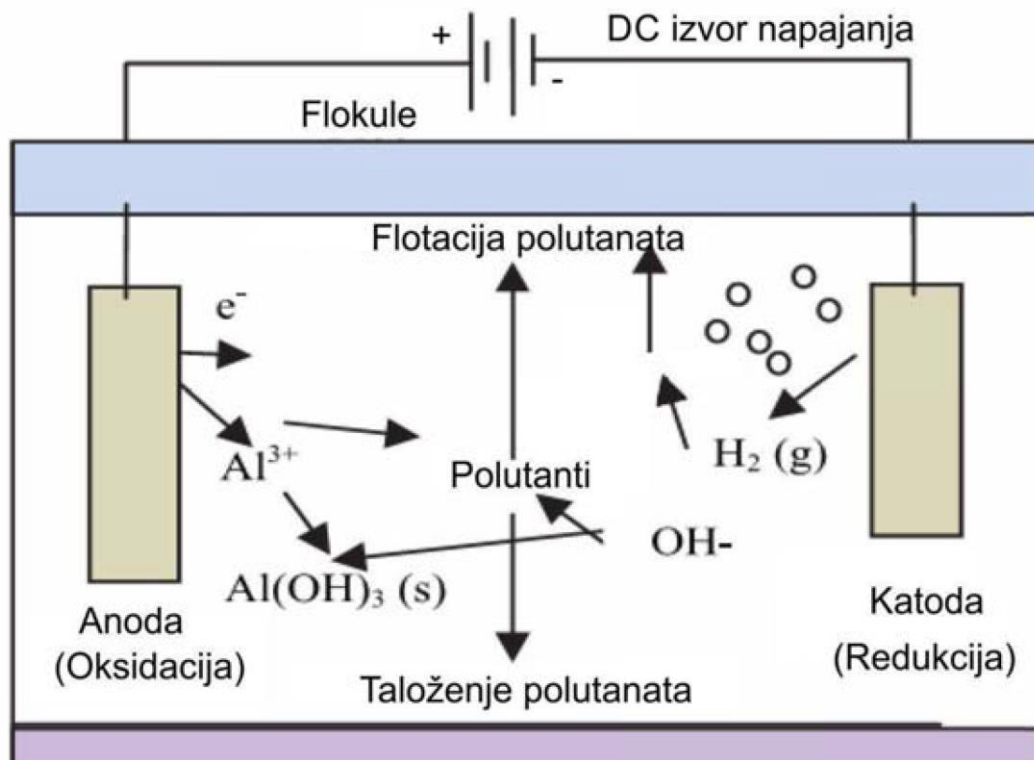 +
DC izvor napajanja
-
Flokule
Flotacija polutanata
e⁻
Al³⁺
Polutanti
H₂ (g)
OH-
Al(OH)₃ (s)
Anoda
(Oksidacija)
Katoda
(Redukcija)
Taloženje polutanata